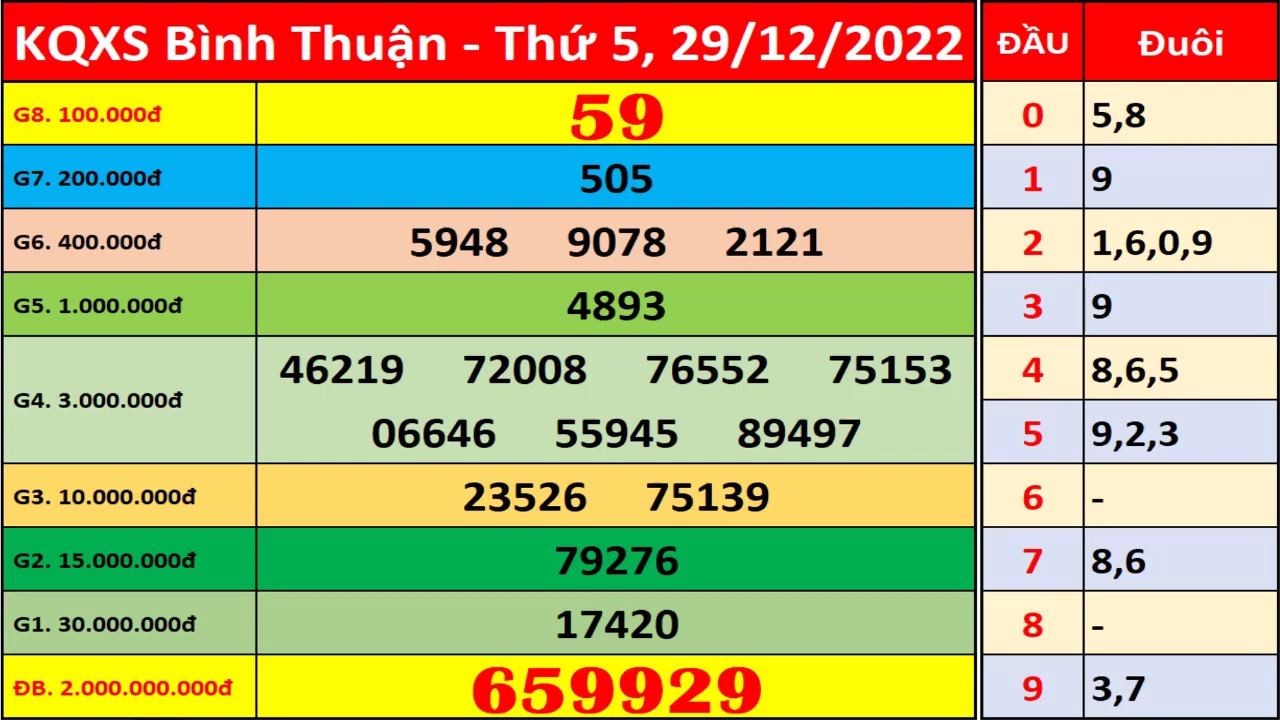 KQXS Bình Thuận - Thứ 5, 29/12/2022
G8. 100.000đ 59
G7. 200.000đ 505
G6. 400.000đ 5948 9078 2121
G5. 1.000.000đ 4893
G4. 3.000.000đ 46219 72008 76552 75153
06646 55945 89497
G3. 10.000.000đ 23526 75139
G2. 15.000.000đ 79276
G1. 30.000.000đ 17420
ĐB. 2.000.000.000đ 659929
ĐẦU Đuôi
0 5,8
1 9
2 1,6,0,9
3 9
4 8,6,5
5 9,2,3
6 -
7 8,6
8 -
9 3,7